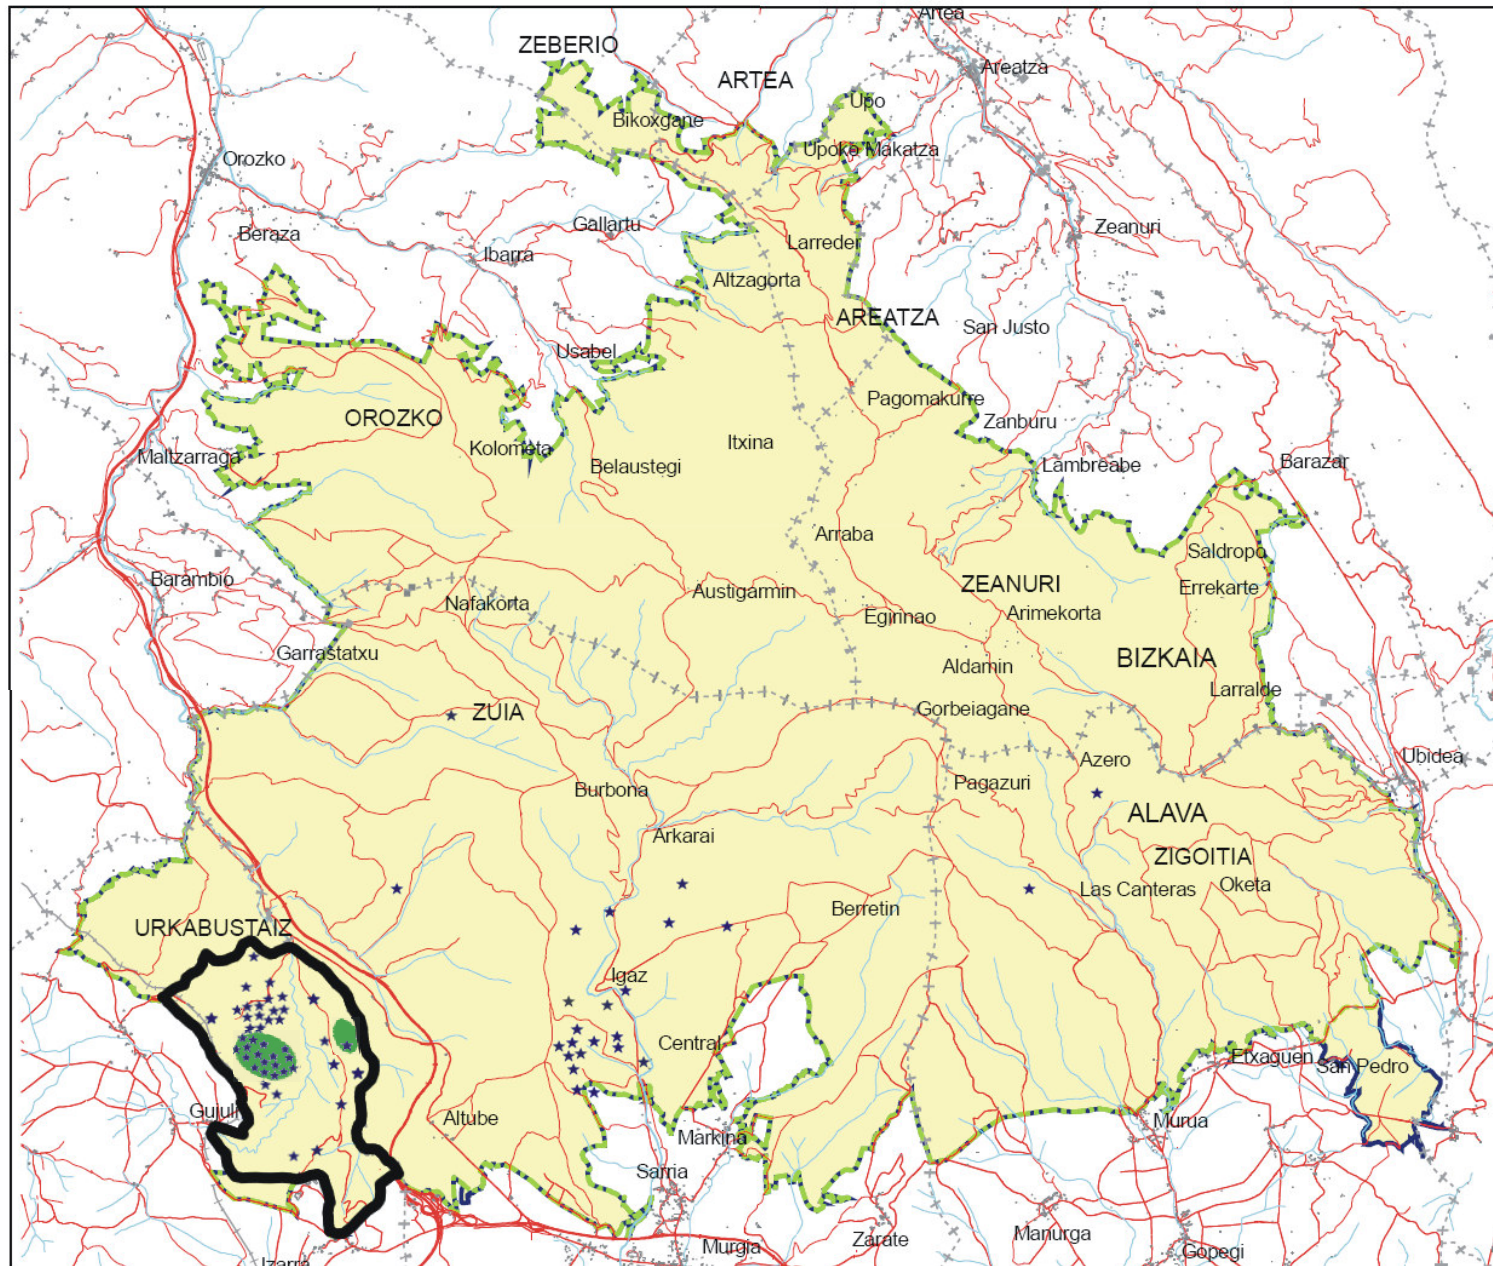 Artea
ZEBERIO
Areatza
ARTEA
Upo
Bikoxgane
Upoko Makatza
Orozko
Gallartu
Zeanuri
Beraza
Larreder
Ibarra
Altzagorta
AREATZA
San Justo
Usabel
Pagomakurre
OROZKO
Zanburu
Itxina
Kolometa
Maltzarraga
Belaustegi
Lambreabe
Barazar
Arraba
Saldropo
Barambio
ZEANURI
Errekarte
Austigarmin
Nafakorta
Eginnao
Arimekorta
Garrastatxu
BIZKAIA
Aldamin
Larralde
ZUIA
Gorbeiagane
Azero
Ubidea
Pagazuri
Burbona
ALAVA
Arkarai
ZIGOITIA
Las Canteras
Oketa
Berretin
URKABUSTAIZ
Igaz
Central
Etxaguen
San Pedro
Gujuli
Altube
Murua
Markina
Sarria
Manurga
Zarate
Murgia
Gopegi
Izarra